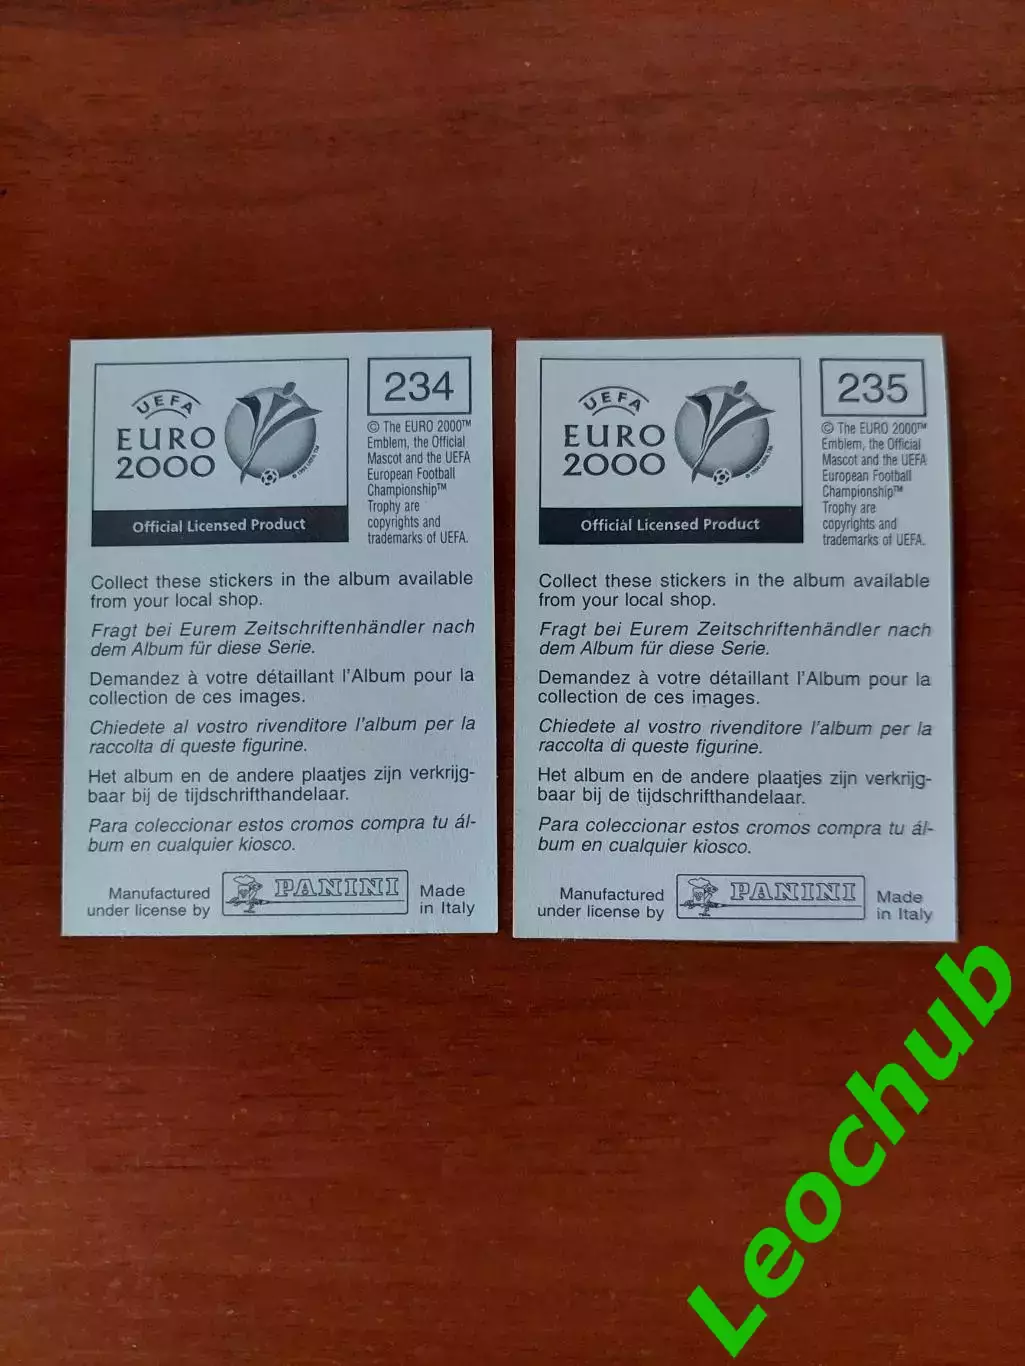 UEFA
EURO
2000
© 1994 UEFA TM
Official Licensed Product
234
© The EURO 2000™
Emblem, the Official
Mascot and the UEFA
European Football
Championship™
Trophy are
copyrights and
trademarks of UEFA.
Collect these stickers in the album available
from your local shop.
Fragt bei Eurem Zeitschriftenhändler nach
dem Album für diese Serie.
Demandez à votre détaillant l'Album pour la
collection de ces images.
Chiedete al vostro rivenditore l'album per la
raccolta di queste figurine.
Het album en de andere plaatjes zijn verkrijg-
baar bij de tijdschrifthandelaar.
Para coleccionar estos cromos compra tu ál-
bum en cualquier kiosco.
Manufactured
under license by
PANINI
Made
in Italy
UEFA
EURO
2000
© 1994 UEFA TM
Official Licensed Product
235
© The EURO 2000™
Emblem, the Official
Mascot and the UEFA
European Football
Championship™
Trophy are
copyrights and
trademarks of UEFA.
Collect these stickers in the album available
from your local shop.
Fragt bei Eurem Zeitschriftenhändler nach
dem Album für diese Serie.
Demandez à votre détaillant l'Album pour la
collection de ces images.
Chiedete al vostro rivenditore l'album per la
raccolta di queste figurine.
Het album en de andere plaatjes zijn verkrijg-
baar bij de tijdschrifthandelaar.
Para coleccionar estos cromos compra tu ál-
bum en cualquier kiosco.
Manufactured
under license by
PANINI
Made
in Italy
Leochub